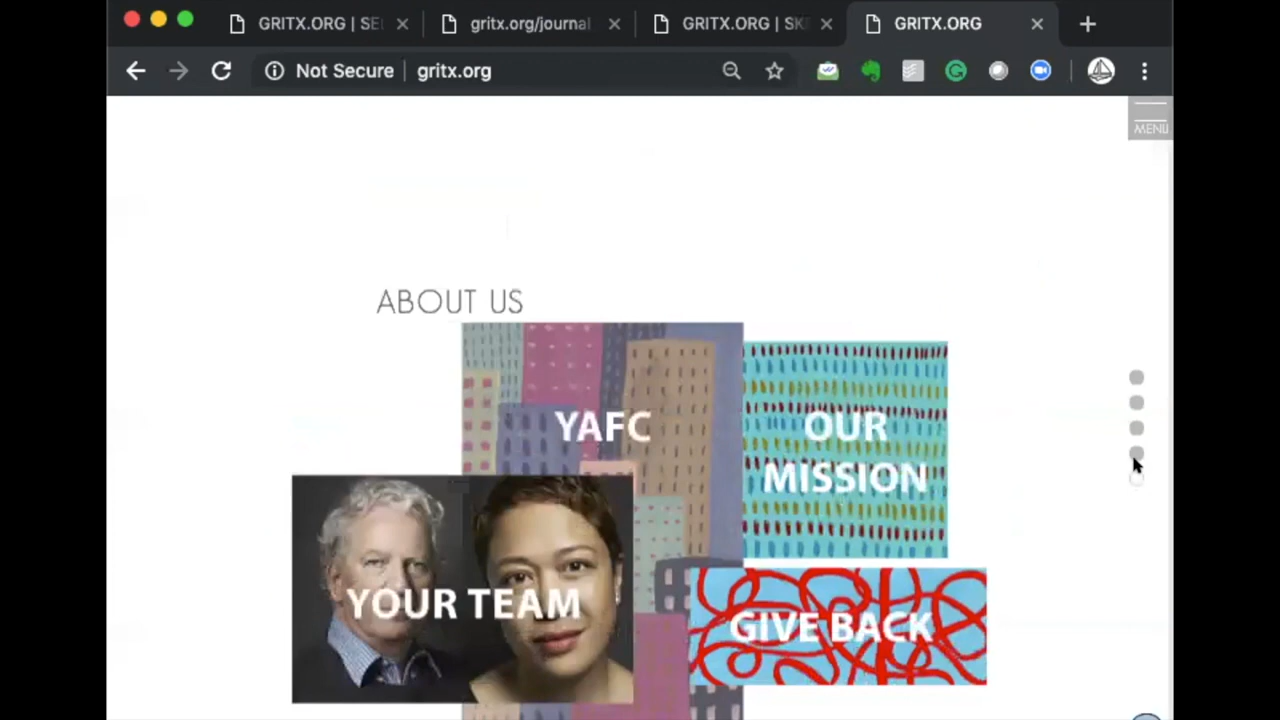 GRITX.ORG | SE
gritx.org/journal
GRITX.ORG | SK
GRITX.ORG
Not Secure
gritx.org
MENU
ABOUT US
YAFC
OUR
MISSION
YOUR TEAM
GIVE BACK